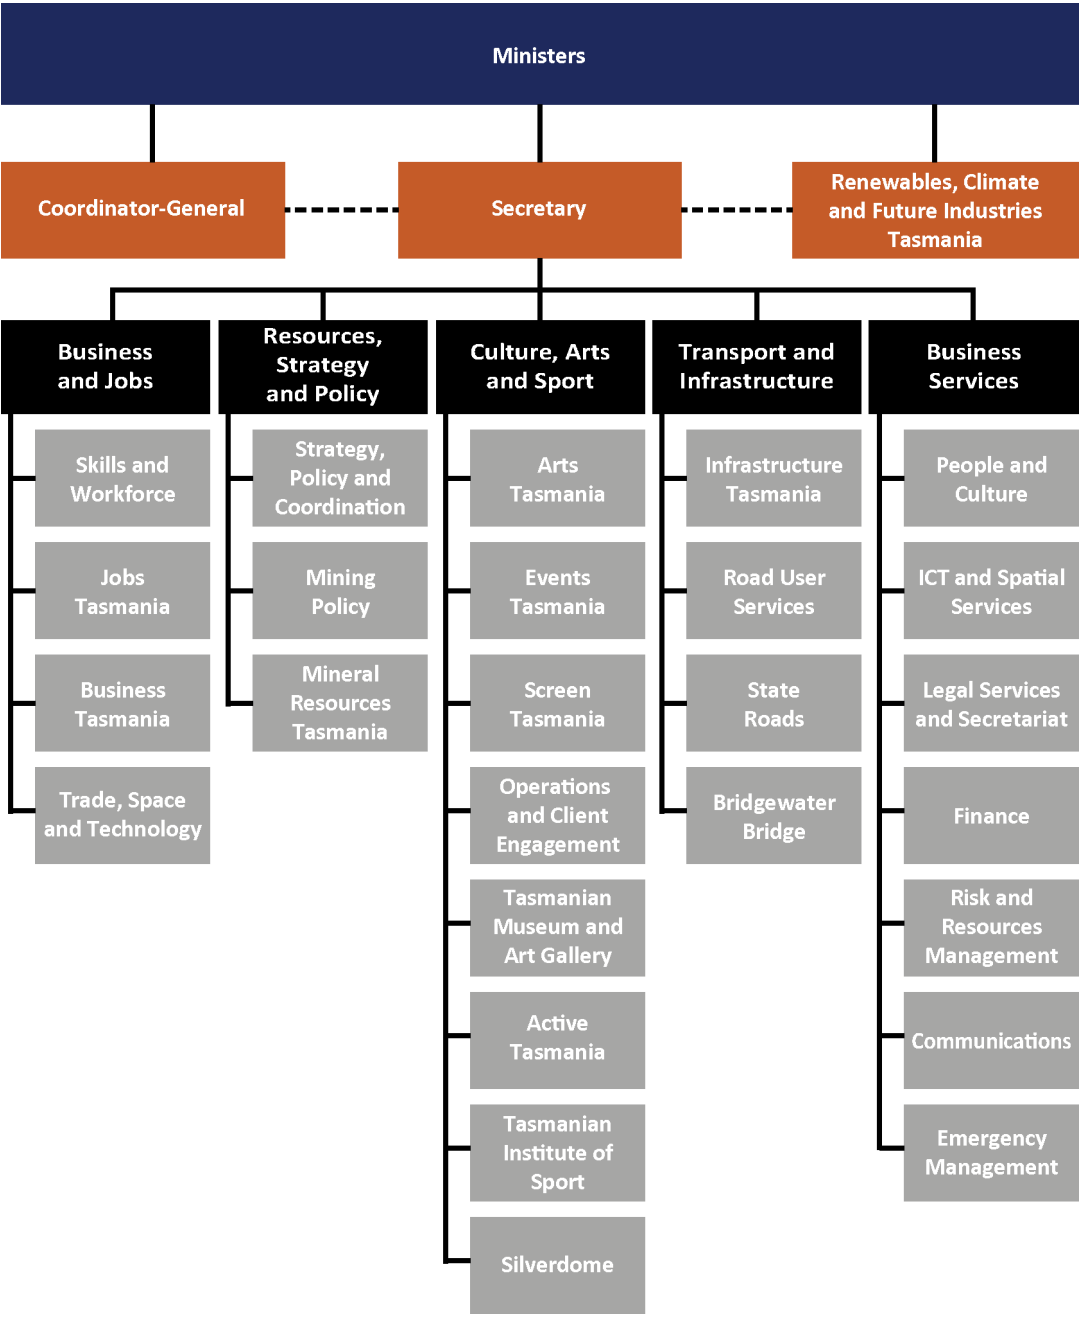 Ministers
Coordinator-General
Secretary
Renewables, Climate
and Future Industries
Tasmania
Business
and Jobs
Skills and
Workforce
Jobs
Tasmania
Business
Tasmania
Trade, Space
and Technology
Resources,
Strategy
and Policy
Strategy,
Policy and
Coordination
Mining
Policy
Mineral
Resources
Tasmania
Culture, Arts
and Sport
Arts
Tasmania
Events
Tasmania
Screen
Tasmania
Operations
and Client
Engagement
Tasmanian
Museum and
Art Gallery
Active
Tasmania
Tasmanian
Institute of
Sport
Silverdome
Transport and
Infrastructure
Infrastructure
Tasmania
Road User
Services
State
Roads
Bridgewater
Bridge
Business
Services
People and
Culture
ICT and Spatial
Services
Legal Services
and Secretariat
Finance
Risk and
Resources
Management
Communications
Emergency
Management